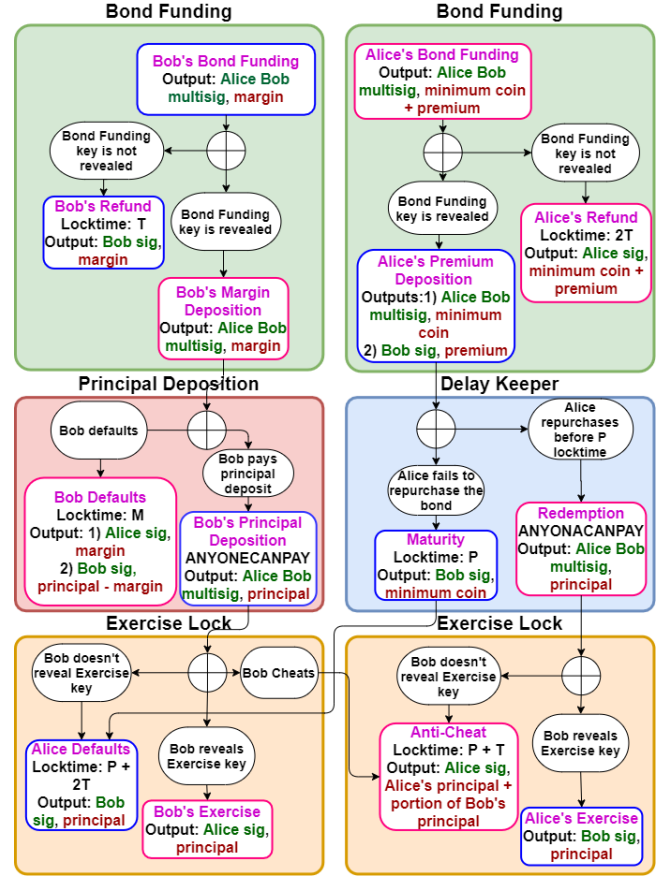 Bond Funding
Bob's Bond Funding
Output: Alice Bob
multisig, margin
Bond Funding
key is not
revealed
Bond Funding
key is revealed
Bob's Refund
Locktime: T
Output: Bob sig,
margin
Bob's Margin
Deposition
Output: Alice Bob
multisig, margin
Bond Funding
Alice's Bond Funding
Output: Alice Bob
multisig, minimum coin
+ premium
Bond Funding
key is not
revealed
Bond Funding
key is revealed
Alice's Refund
Locktime: 2T
Output: Alice sig,
minimum coin +
premium
Alice's Premium
Deposition
Outputs:1) Alice Bob
multisig, minimum
coin
2) Bob sig, premium
Principal Deposition
Bob defaults
Bob pays
principal
deposit
Bob Defaults
Locktime: M
Output: 1) Alice sig,
margin
2) Bob sig,
principal - margin
Bob's Principal
Deposition
ANYONECANPAY
Output: Alice Bob
multisig, principal
Delay Keeper
Alice
repurchases
before P
locktime
Alice fails to
repurchase the
bond
Maturity
Locktime: P
Output: Bob sig,
minimum coin
Redemption
ANYONACANPAY
Output: Alice Bob
multisig,
principal
Exercise Lock
Bob doesn't
reveal Exercise
key
Bob Cheats
Bob reveals
Exercise key
Alice Defaults
Locktime: P +
2T
Output: Bob
sig, principal
Bob's Exercise
Output: Alice sig,
principal
Exercise Lock
Bob doesn't
reveal Exercise
key
Bob reveals
Exercise key
Anti-Cheat
Locktime: P + T
Output: Alice sig,
Alice's principal +
portion of Bob's
principal
Alice's Exercise
Output: Bob sig,
principal